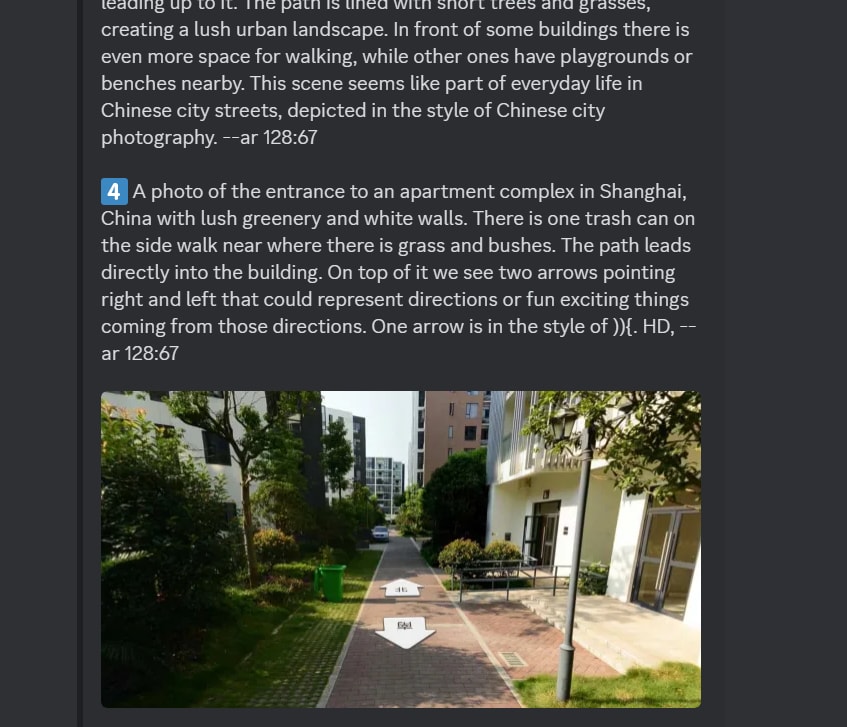 leading up to it. The path is lined with short trees and grasses,
creating a lush urban landscape. In front of some buildings there is
even more space for walking, while other ones have playgrounds or
benches nearby. This scene seems like part of everyday life in
Chinese city streets, depicted in the style of Chinese city
photography. --ar 128:67
4 A photo of the entrance to an apartment complex in Shanghai,
China with lush greenery and white walls. There is one trash can on
the side walk near where there is grass and bushes. The path leads
directly into the building. On top of it we see two arrows pointing
right and left that could represent directions or fun exciting things
coming from those directions. One arrow is in the style of )){. HD, --
ar 128:67